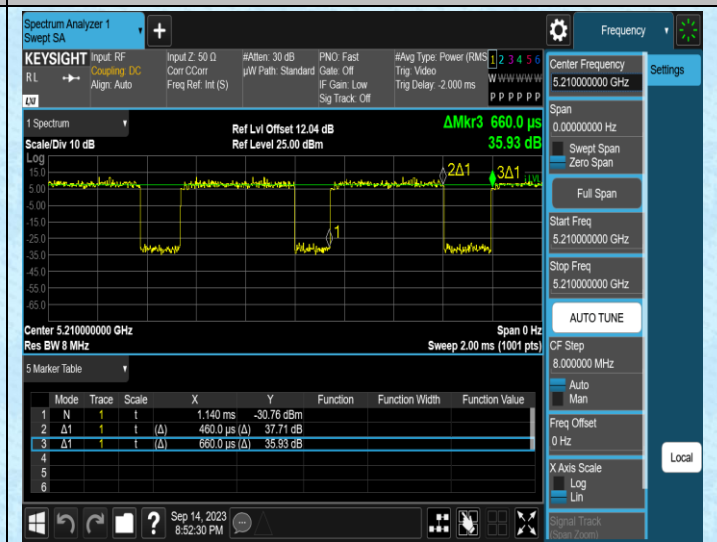 Spectrum Analyzer 1
Swept SA
Frequency
KEYSIGHT
R L
LXI
Input: RF
Coupling: DC
Align: Auto
Input Z: 50 Ω
Corr CCorr
Freq Ref: Int (S)
#Atten: 30 dB
µW Path: Standard
PNO: Fast
Gate: Off
IF Gain: Low
Sig Track: Off
#Avg Type: Power (RMS
Trig: Video
Trig Delay: -2.000 ms
1 2 3 4 5 6
W W W W W W
P P P P P P
1 Spectrum
Scale/Div 10 dB
Ref Lvl Offset 12.04 dB
Ref Level 25.00 dBm
ΔMkr3 660.0 µs
35.93 dB
Log
15.0
5.00
-5.00
-15.0
-25.0
-35.0
-45.0
-55.0
-65.0
2Δ1
3Δ1
1
Center 5.210000000 GHz
Res BW 8 MHz
Span 0 Hz
Sweep 2.00 ms (1001 pts)
5 Marker Table
Mode Trace Scale X Y Function Function Width Function Value
1 N 1 t 1.140 ms -30.76 dBm
2 Δ1 1 t (Δ) 460.0 µs (Δ) 37.71 dB
3 Δ1 1 t (Δ) 660.0 µs (Δ) 35.93 dB
4
5
6
Sep 14, 2023
8:52:30 PM
Center Frequency
5.210000000 GHz
Span
0.00000000 Hz
Swept Span
Zero Span
Full Span
Start Freq
5.210000000 GHz
Stop Freq
5.210000000 GHz
AUTO TUNE
CF Step
8.000000 MHz
Auto
Man
Freq Offset
0 Hz
X Axis Scale
Log
Lin
Signal Track
(Span Zoom)
Settings
Local